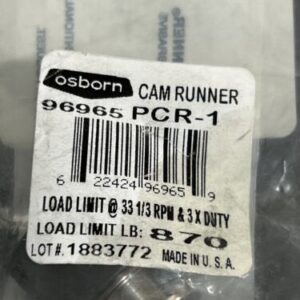 osborn CAM RUNNER
96965 PCR-1
6 22424 96965 9
LOAD LIMIT @ 33 1/3 RPM & 3X DUTY
LOAD LIMIT LB: 870
LOT #. 1883772 MADE IN U.S.A.